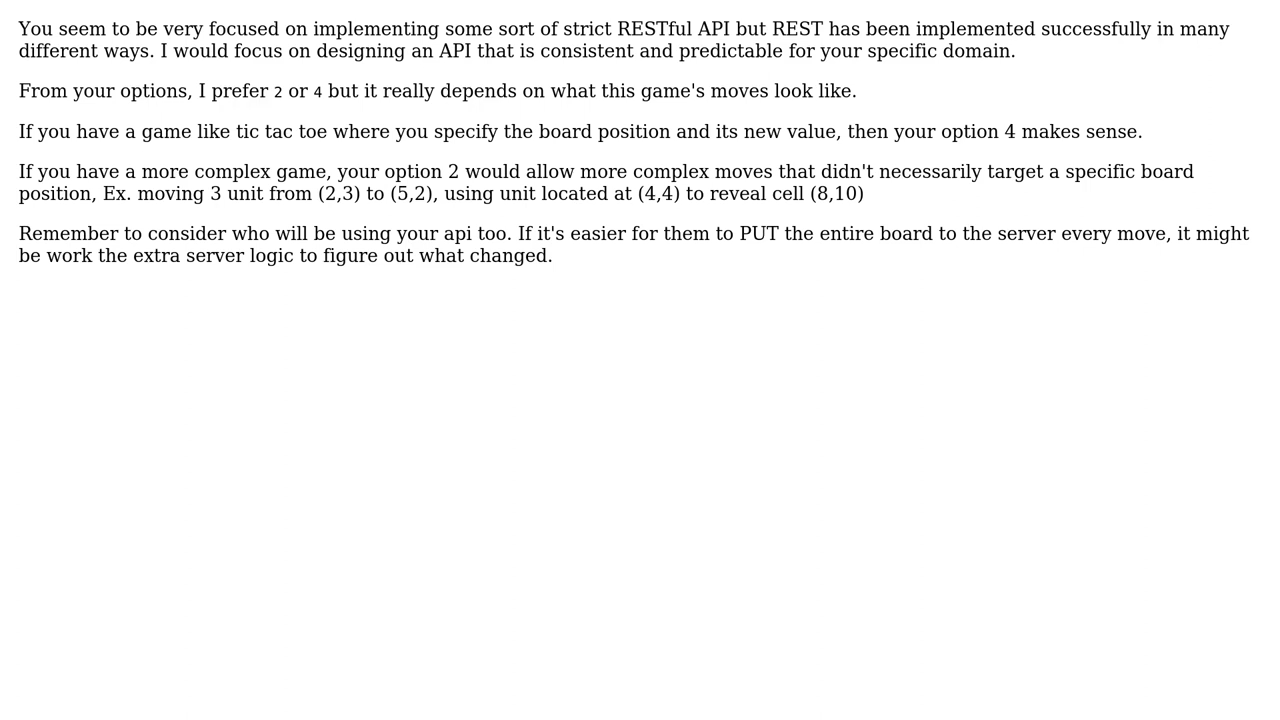 You seem to be very focused on implementing some sort of strict RESTful API but REST has been implemented successfully in many
different ways. I would focus on designing an API that is consistent and predictable for your specific domain.
From your options, I prefer 2 or 4 but it really depends on what this game's moves look like.
If you have a game like tic tac toe where you specify the board position and its new value, then your option 4 makes sense.
If you have a more complex game, your option 2 would allow more complex moves that didn't necessarily target a specific board
position, Ex. moving 3 unit from (2,3) to (5,2), using unit located at (4,4) to reveal cell (8,10)
Remember to consider who will be using your api too. If it's easier for them to PUT the entire board to the server every move, it might
be work the extra server logic to figure out what changed.